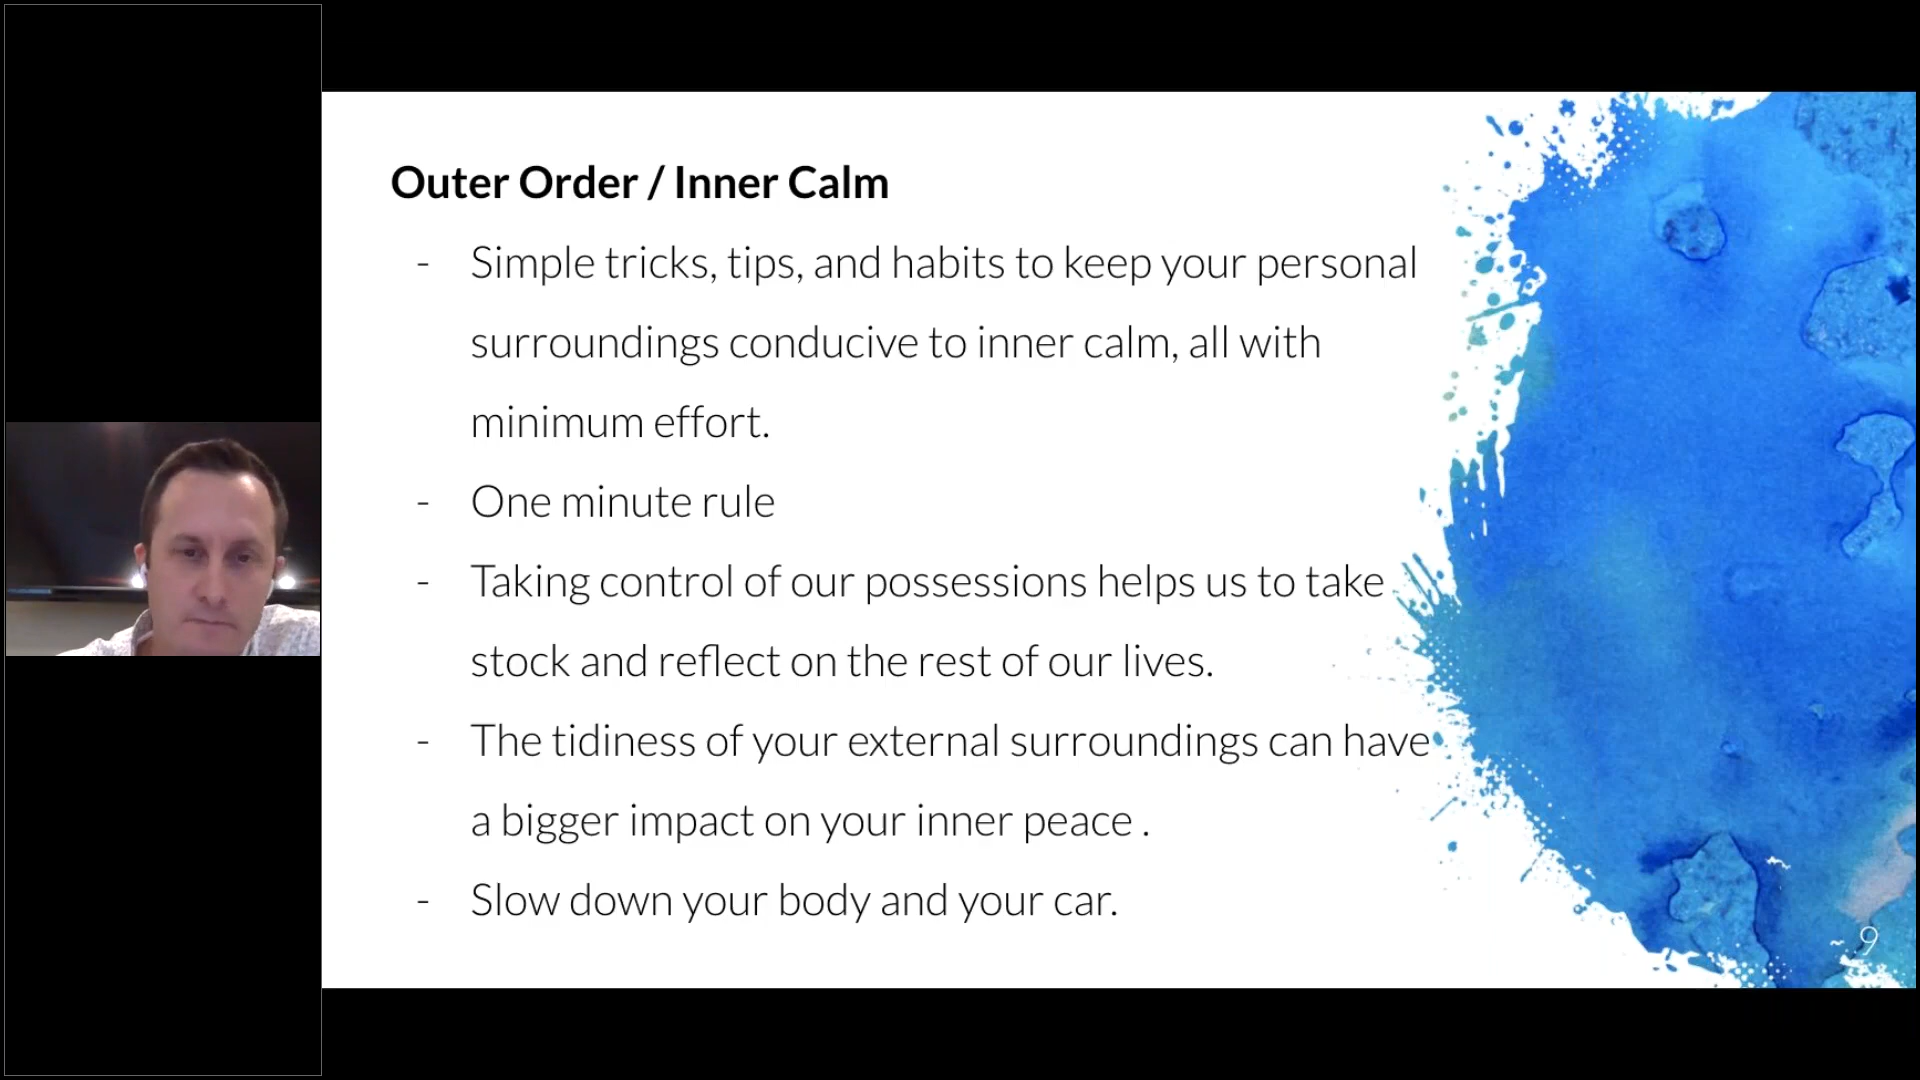 Outer Order / Inner Calm
- Simple tricks, tips, and habits to keep your personal
surroundings conducive to inner calm, all with
minimum effort.
- One minute rule
- Taking control of our possessions helps us to take
stock and reflect on the rest of our lives.
- The tidiness of your external surroundings can have
a bigger impact on your inner peace .
- Slow down your body and your car.
9